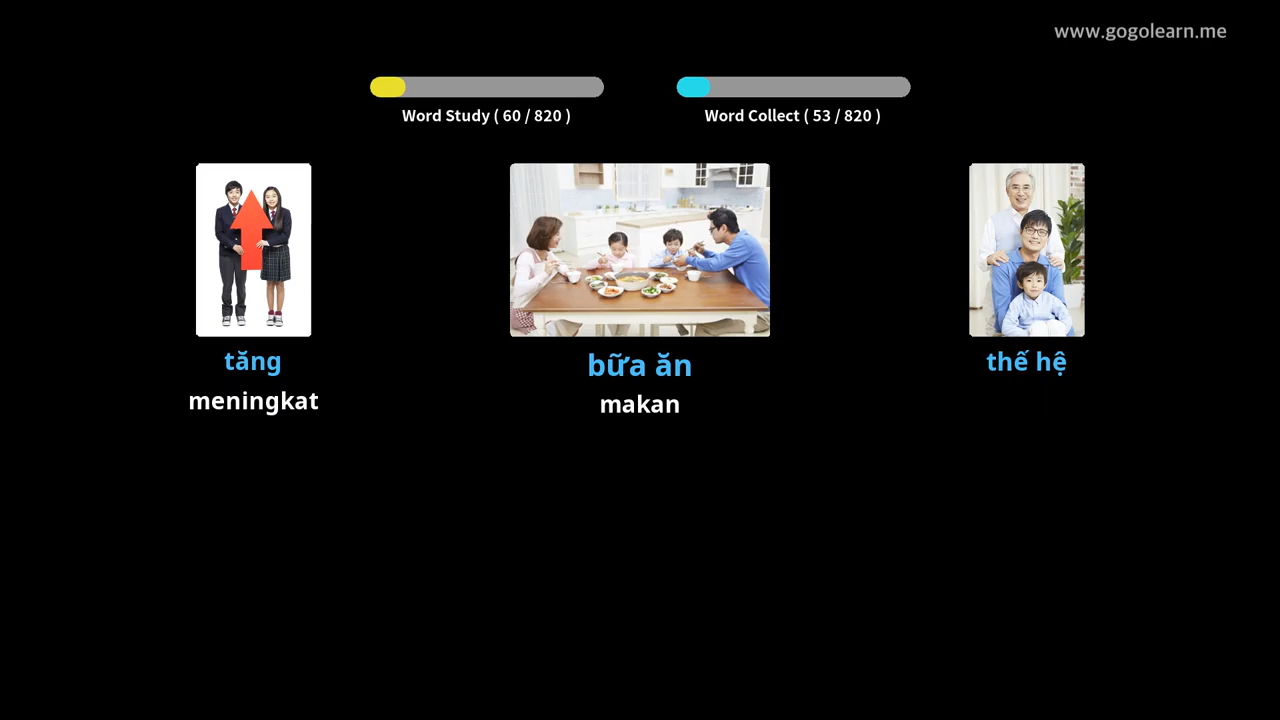 www.gogolearn.me
Word Study ( 60 / 820 )
Word Collect ( 53 / 820 )
tăng
meningkat
bữa ăn
makan
thế hệ